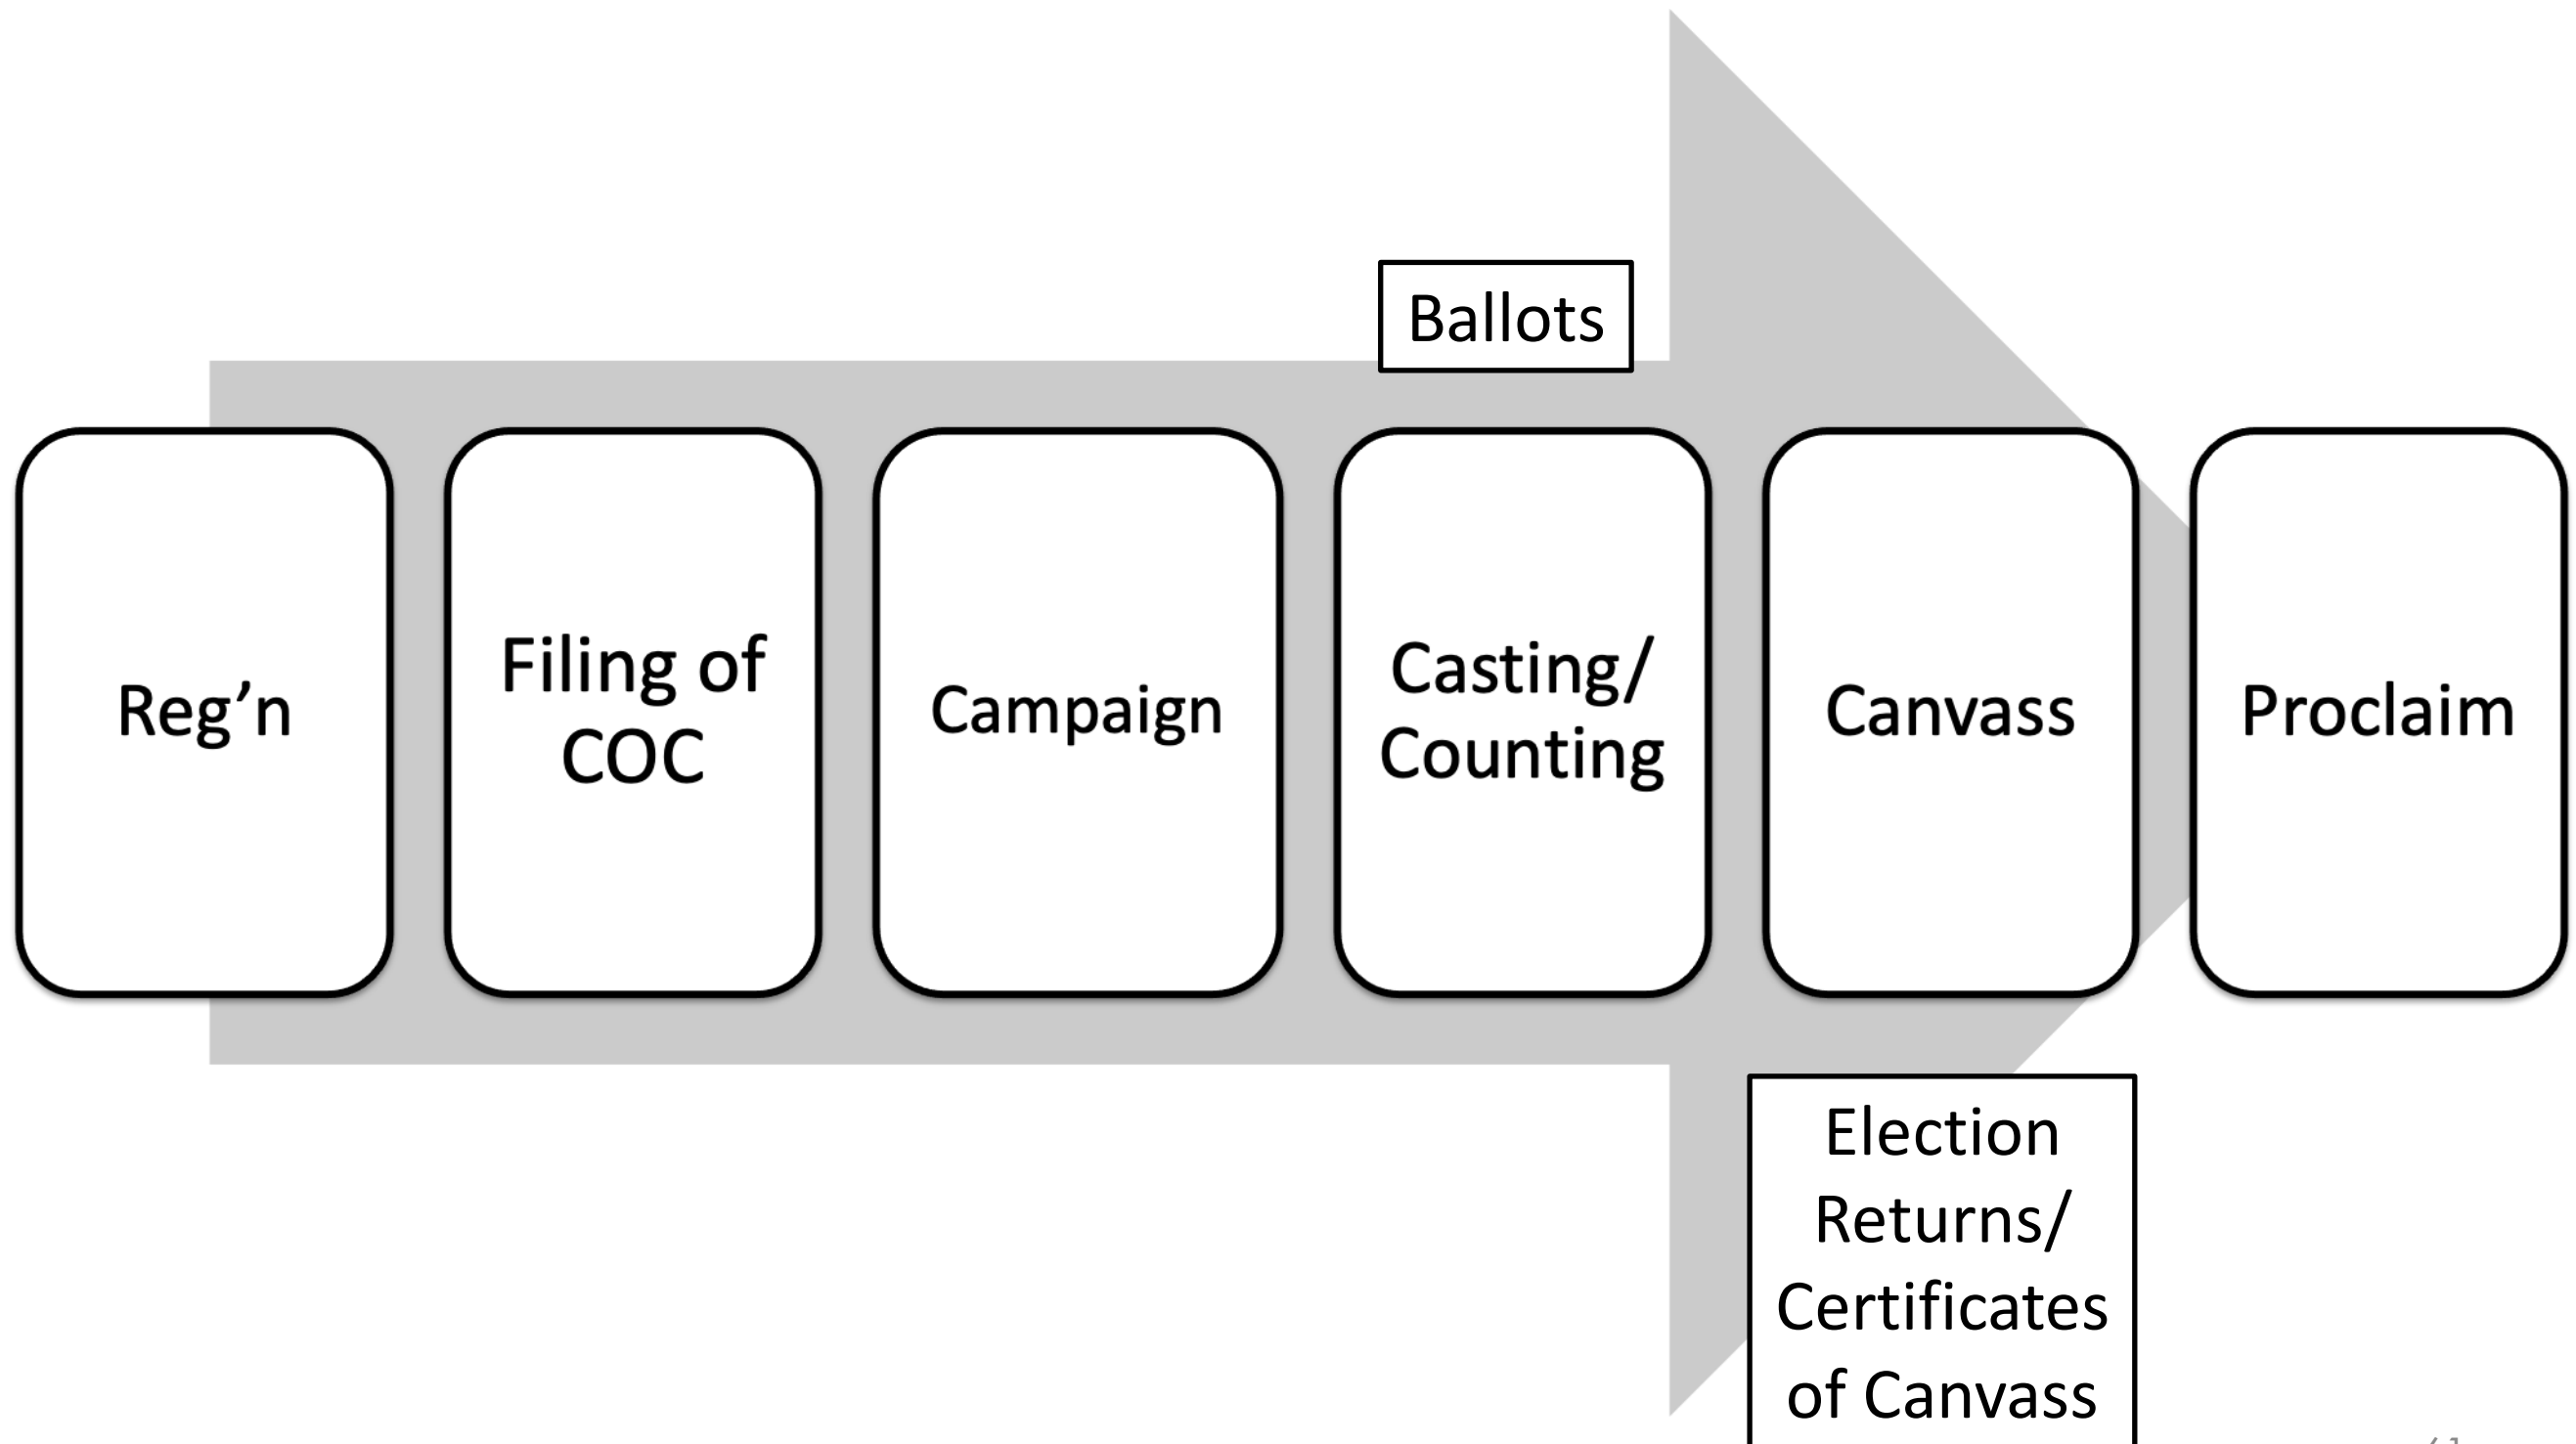 Ballots
Reg’n
Filing of
COC
Campaign
Casting/
Counting
Canvass
Proclaim
Election
Returns/
Certificates
of Canvass